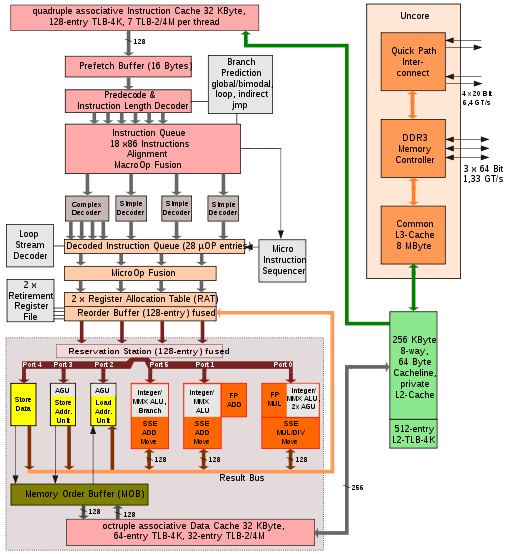 quadruple associative Instruction Cache 32 KByte,
128-entry TLB-4K, 7 TLB-2/4M per thread
128
Prefetch Buffer (16 Bytes)
Predecode &
Instruction Length Decoder
Branch
Prediction
global/bimodal,
loop, indirect
jmp
Instruction Queue
18 x86 Instructions
Alignment
MacroOp Fusion
Complex
Decoder
Simple
Decoder
Simple
Decoder
Simple
Decoder
Loop
Stream
Decoder
Decoded Instruction Queue (28 µOP entries)
Micro
Instruction
Sequencer
MicroOp Fusion
2 x
Retirement
Register
File
2 x Register Allocation Table (RAT)
Reorder Buffer (128-entry) fused
Reservation Station (128-entry) fused
Port 4
Port 3
Port 2
Port 5
Port 1
Port 0
Store
Data
AGU
Store
Addr.
Unit
AGU
Load
Addr.
Unit
Integer/
MMX ALU,
Branch
SSE
ADD
Move
Integer/
MMX
ALU
FP
ADD
SSE
ADD
Move
FP
MUL
Integer/
MMX ALU,
2x AGU
SSE
MUL/DIV
Move
128
128
128
Result Bus
Memory Order Buffer (MOB)
128
128
256
octruple associative Data Cache 32 KByte,
64-entry TLB-4K, 32-entry TLB-2/4M
Uncore
Quick Path
Inter-
connect
4 x 20 Bit
6,4 GT/s
DDR3
Memory
Controller
3 x 64 Bit
1,33 GT/s
Common
L3-Cache
8 MByte
256 KByte
8-way,
64 Byte
Cacheline,
private
L2-Cache
512-entry
L2-TLB-4K